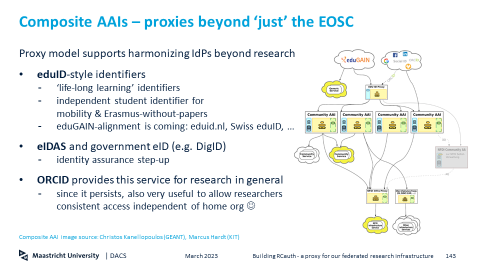 Composite AAIs – proxies beyond 'just' the EOSC
Proxy model supports harmonizing IdPs beyond research
• eduID-style identifiers
- 'life-long learning' identifiers
- independent student identifier for
mobility & Erasmus-without-papers
- eduGAIN-alignment is coming: eduid.nl, Swiss eduID, ...
• eIDAS and government eID (e.g. DigID)
- identity assurance step-up
• ORCID provides this service for research in general
- since it persists, also very useful to allow researchers
consistent access independent of home org ☺
eduGAIN
Community AAI
Community AAI
Community AAI
Community AAI
Composite AAI image source: Christos Kanellopoulos (GEANT), Marcus Hardt (KIT)
Maastricht University | DACS
March 2023
Building RCauth - a proxy for our federated research infrastructure
143